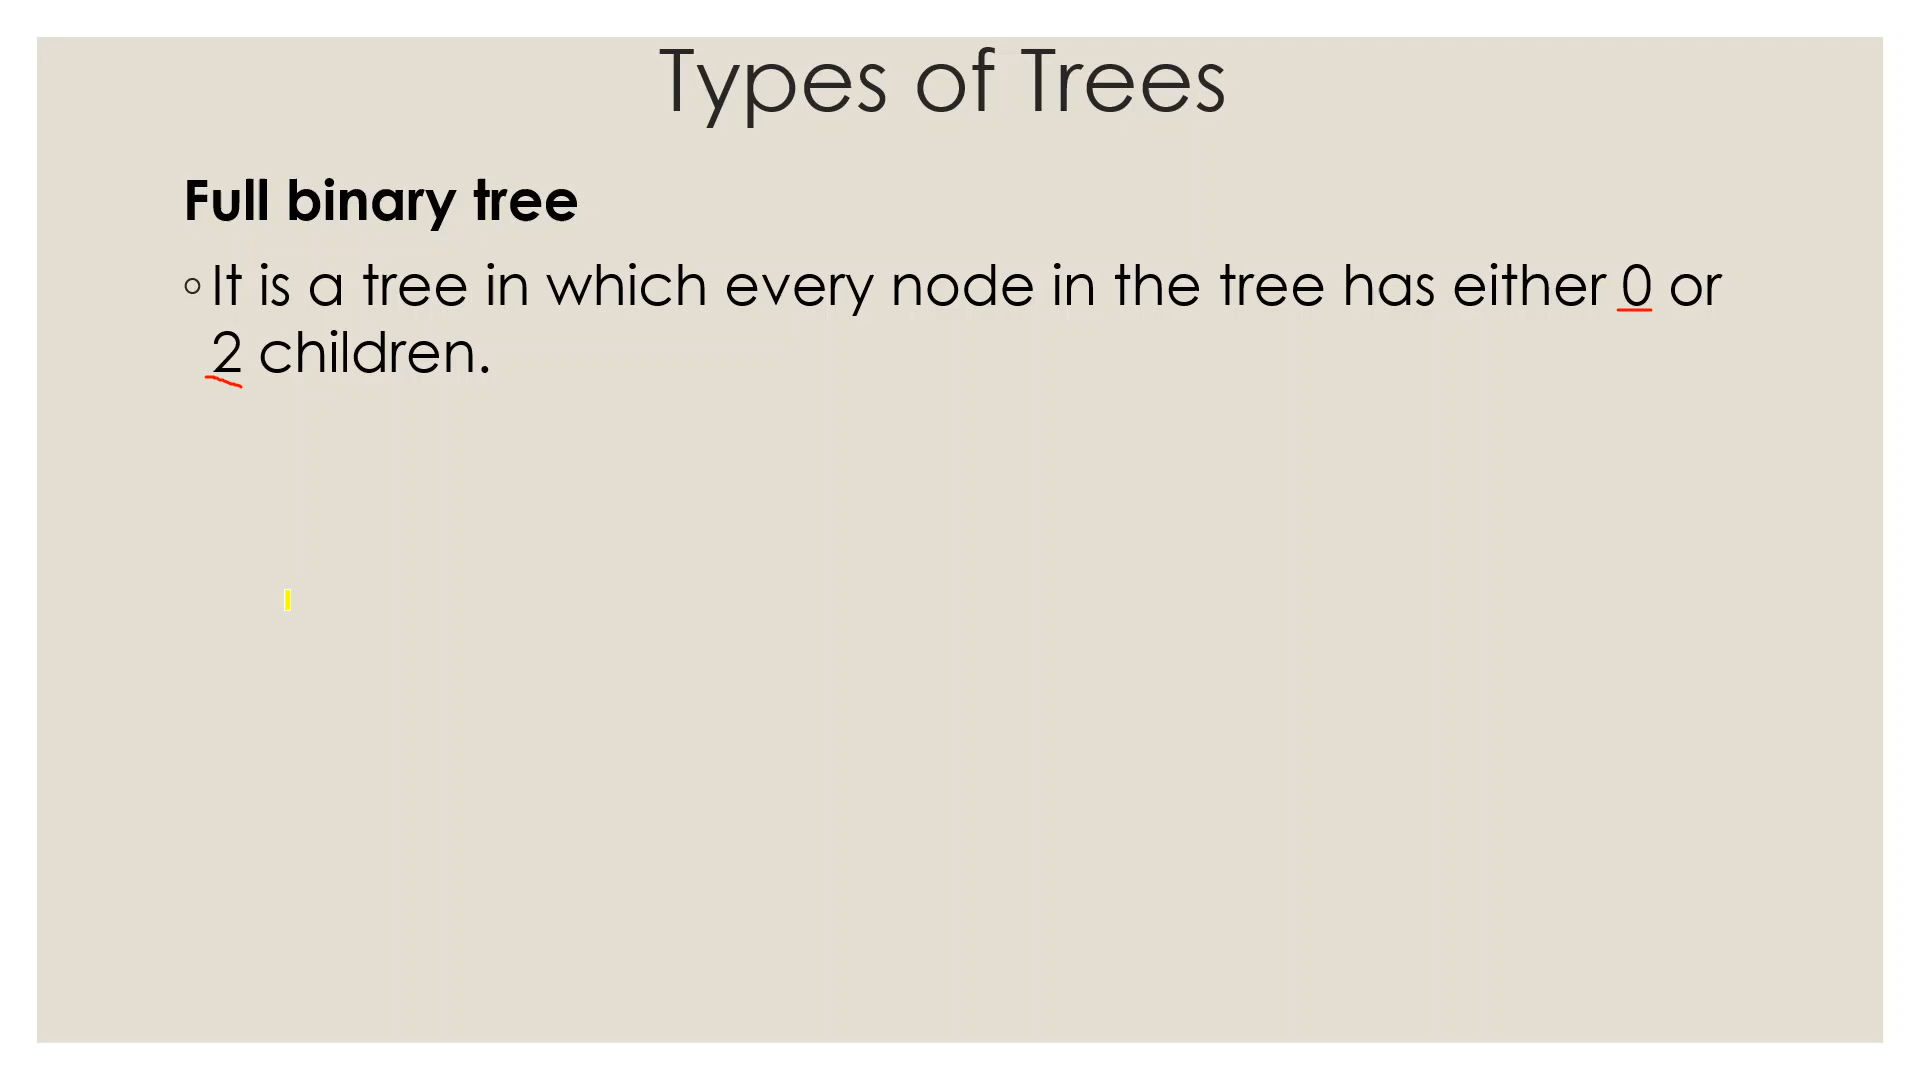 Types of Trees
Full binary tree
◦ It is a tree in which every node in the tree has either 0 or
2 children.